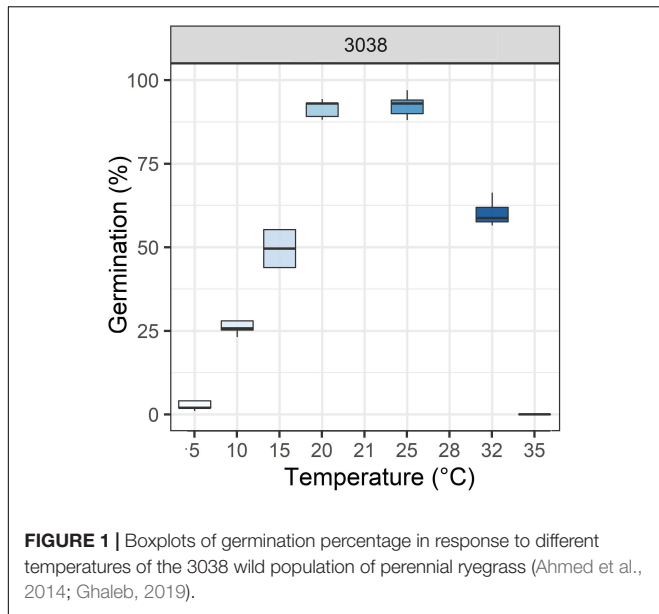 3038
100
75
50
25
0
Germination (%)
5 10 15 20 21 25 28 32 35
Temperature (°C)
FIGURE 1 | Boxplots of germination percentage in response to different
temperatures of the 3038 wild population of perennial ryegrass (Ahmed et al.,
2014; Ghaleb, 2019).